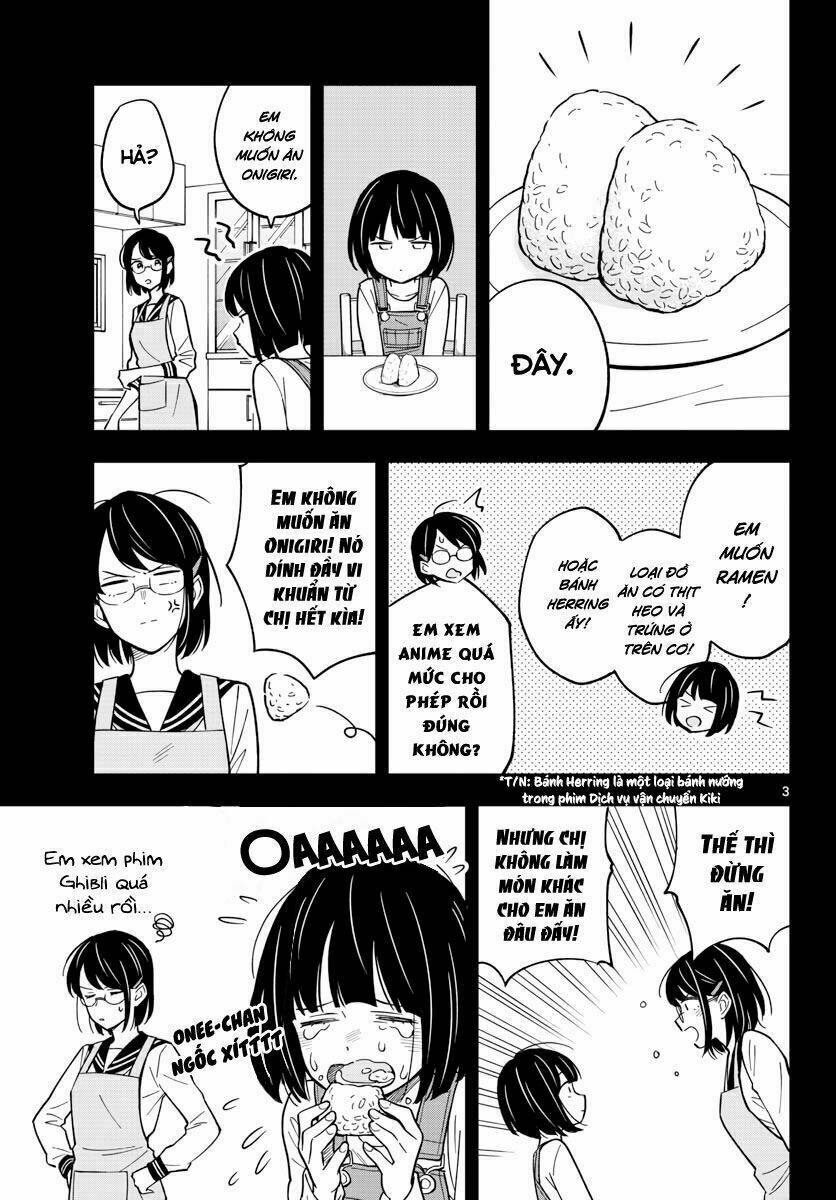 ĐÂY.
EM
KHÔNG
MUỐN ĂN
ONIGIRI.
HẢ?
EM
MUỐN
RAMEN
!
LOẠI ĐỒ
ĂN CÓ THỊT
HEO VÀ
TRỨNG Ở
TRÊN CƠ!
HOẶC
BÁNH
HERRING
ẤY!
EM XEM
ANIME QUÁ
MỨC CHO
PHÉP RỒI
ĐÚNG
KHÔNG?
*T/N: Bánh Herring là một loại bánh nướng
trong phim Dịch vụ vận chuyển Kiki
3
EM KHÔNG
MUỐN ĂN
ONIGIRI! NÓ
DÍNH ĐẦY VI
KHUẨN TỪ
CHỊ HẾT KÌA!
THẾ THÌ
ĐỪNG
ĂN!
NHƯNG CHỊ
KHÔNG LÀM
MÓN KHÁC
CHO EM ĂN
ĐÂU ĐẤY!
OAAAAAA
ONEE-CHAN
NGỐC XÍTTTT
Em xem phim
Ghibli quá
nhiều rồi...